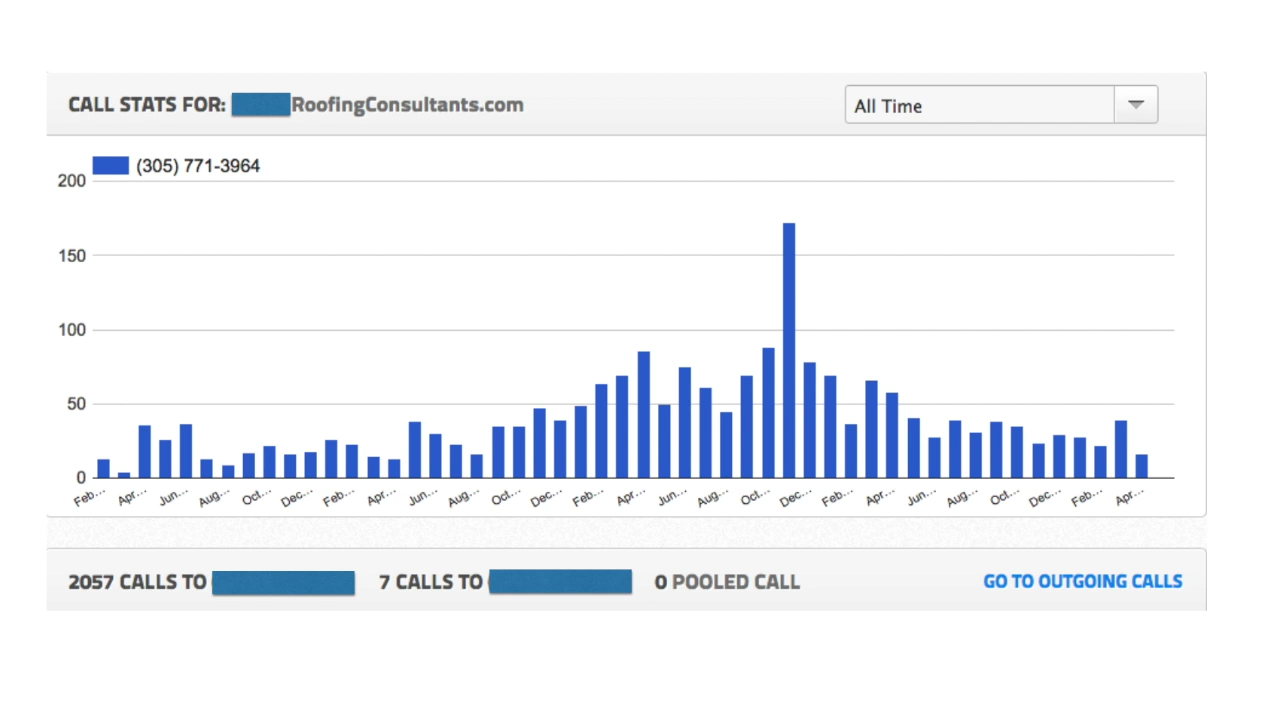 CALL STATS FOR: RoofingConsultants.com
All Time
(305) 771-3964
200
150
100
50
0
Feb... Apr... Jun... Aug... Oct... Dec... Feb... Apr... Jun... Aug... Oct... Dec... Feb... Apr... Jun... Aug... Oct... Dec... Feb... Apr... Jun... Aug... Oct... Dec... Feb... Apr...
2057 CALLS TO 7 CALLS TO 0 POOLED CALL GO TO OUTGOING CALLS